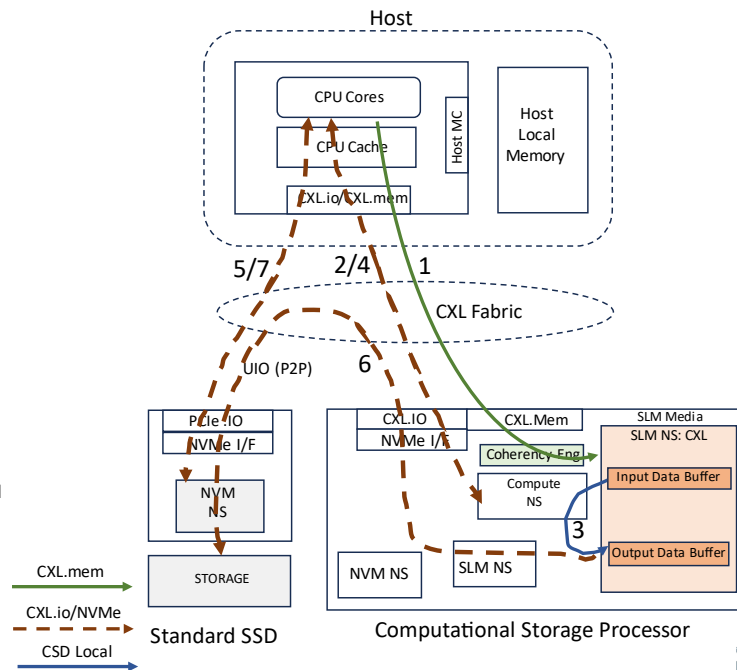 Host
CPU Cores
CPU Cache
Host MC
Host
Local
Memory
CXL.io/CXL.mem
5/7
2/4
1
CXL Fabric
UIO (P2P)
6
PCIe .IO
NVMe I/F
NVM
NS
STORAGE
Standard SSD
CXL.IO
NVMe I/F
CXL.Mem
SLM Media
SLM NS: CXL
Coherency Eng
Compute
NS
Input Data Buffer
3
Output Data Buffer
NVM NS
SLM NS
Computational Storage Processor
CXL.mem
CXL.io/NVMe
CSD Local